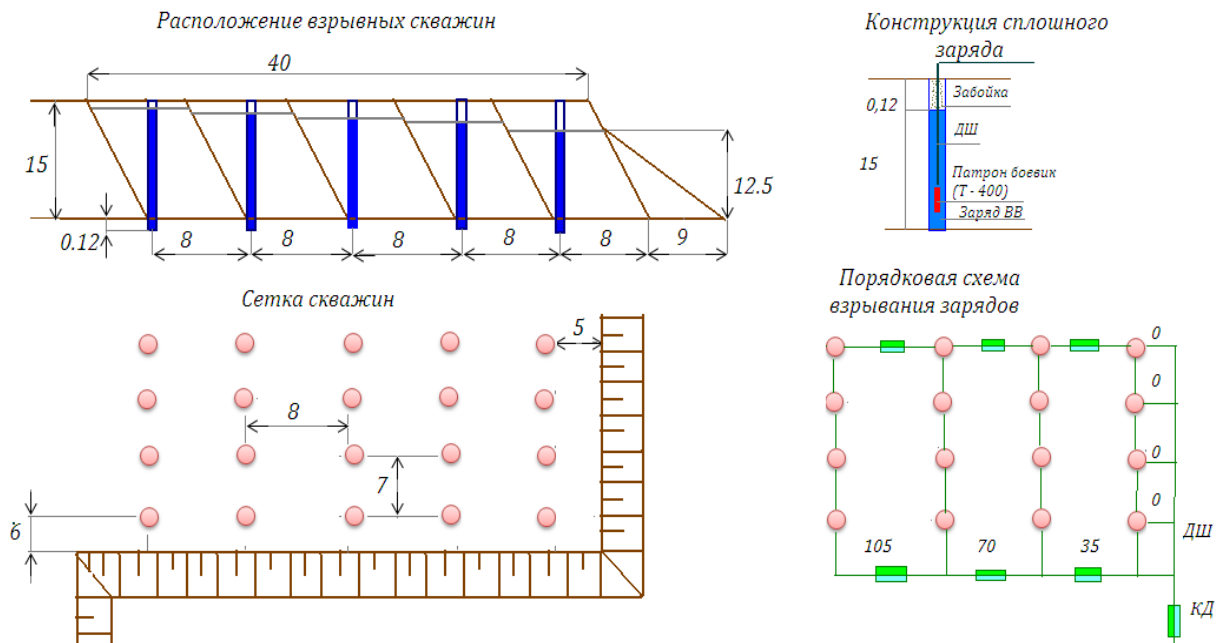 Расположение взрывных скважин
40
15
12.5
0.12
8
8
8
8
8
9
Сетка скважин
5
8
7
6
Конструкция сплошного
заряда
Забойка
0,12
ДШ
15
Патрон боевик
(Т - 400)
Заряд ВВ
Порядковая схема
взрывания зарядов
0
0
0
0
105
70
35
ДШ
КД